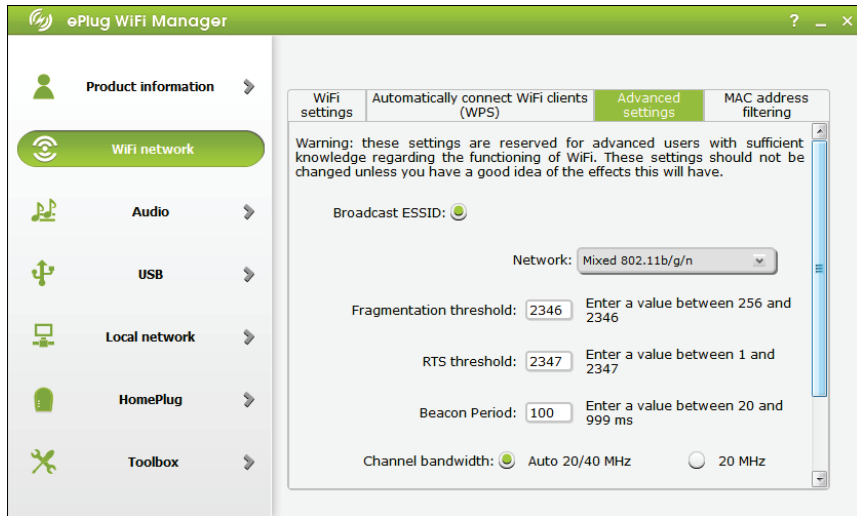 ePlug WiFi Manager
?
Product information
WiFi network
Audio
USB
Local network
HomePlug
Toolbox
WiFi
settings
Automatically connect WiFi clients
(WPS)
Advanced
settings
MAC address
filtering
Warning: these settings are reserved for advanced users with sufficient
knowledge regarding the functioning of WiFi. These settings should not be
changed unless you have a good idea of the effects this will have.
Broadcast ESSID:
Network: Mixed 802.11b/g/n
Fragmentation threshold: 2346 Enter a value between 256 and
2346
RTS threshold: 2347 Enter a value between 1 and
2347
Beacon Period: 100 Enter a value between 20 and
999 ms
Channel bandwidth: Auto 20/40 MHz 20 MHz